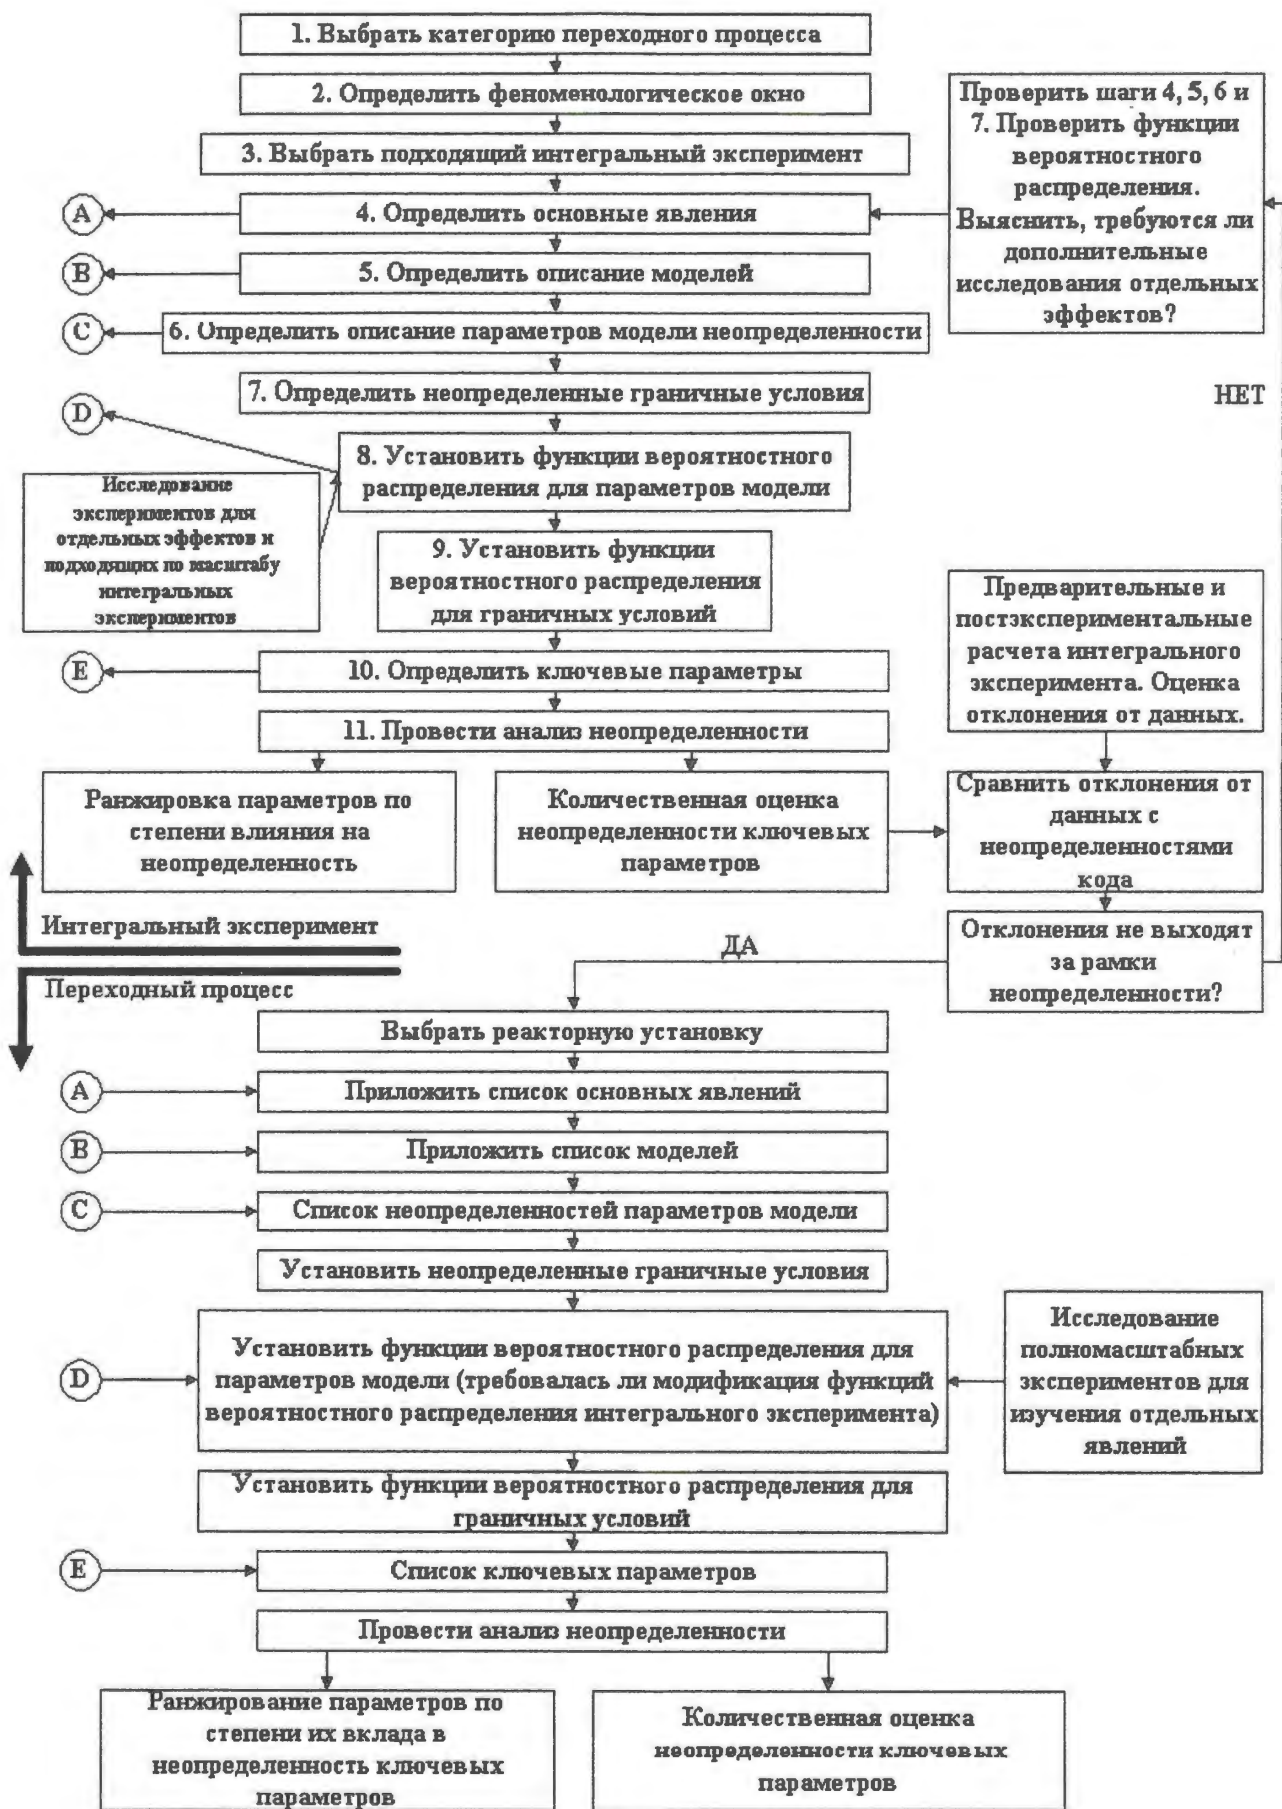 1. Выбрать категорию переходного процесса
2. Определить феноменологическое окно
3. Выбрать подходящий интегральный эксперимент
Проверить шаги 4, 5, 6 и
7. Проверить функции
вероятностного
распределения.
Выяснить, требуются ли
дополнительные
исследования отдельных
эффектов?
A
4. Определить основные явления
B
5. Определить описание моделей
C
6. Определить описание параметров модели неопределенности
7. Определить неопределенные граничные условия
НЕТ
D
8. Установить функции вероятностного
распределения для параметров модели
Исследование
экспериментов для
отдельных эффектов и
подходящих по масштабу
интегральных
экспериментов
9. Установить функции
вероятностного распределения
для граничных условий
Предварительные и
постэкспериментальные
расчета интегрального
эксперимента. Оценка
отклонения от данных.
E
10. Определить ключевые параметры
11. Провести анализ неопределенности
Ранжировка параметров по
степени влияния на
неопределенность
Количественная оценка
неопределенности ключевых
параметров
Сравнить отклонения от
данных с
неопределенностями
кода
Интегральный эксперимент
ДА
Отклонения не выходят
за рамки
неопределенности?
Переходный процесс
Выбрать реакторную установку
A
Приложить список основных явлений
B
Приложить список моделей
C
Список неопределенностей параметров модели
Установить неопределенные граничные условия
D
Установить функции вероятностного распределения для
параметров модели (требовалась ли модификация функций
вероятностного распределения интегрального эксперимента)
Исследование
полномасштабных
экспериментов для
изучения отдельных
явлений
Установить функции вероятностного распределения для
граничных условий
E
Список ключевых параметров
Провести анализ неопределенности
Ранжирование параметров по
степени их вклада в
неопределенность ключевых
параметров
Количественная оценка
неопределенности ключевых
параметров